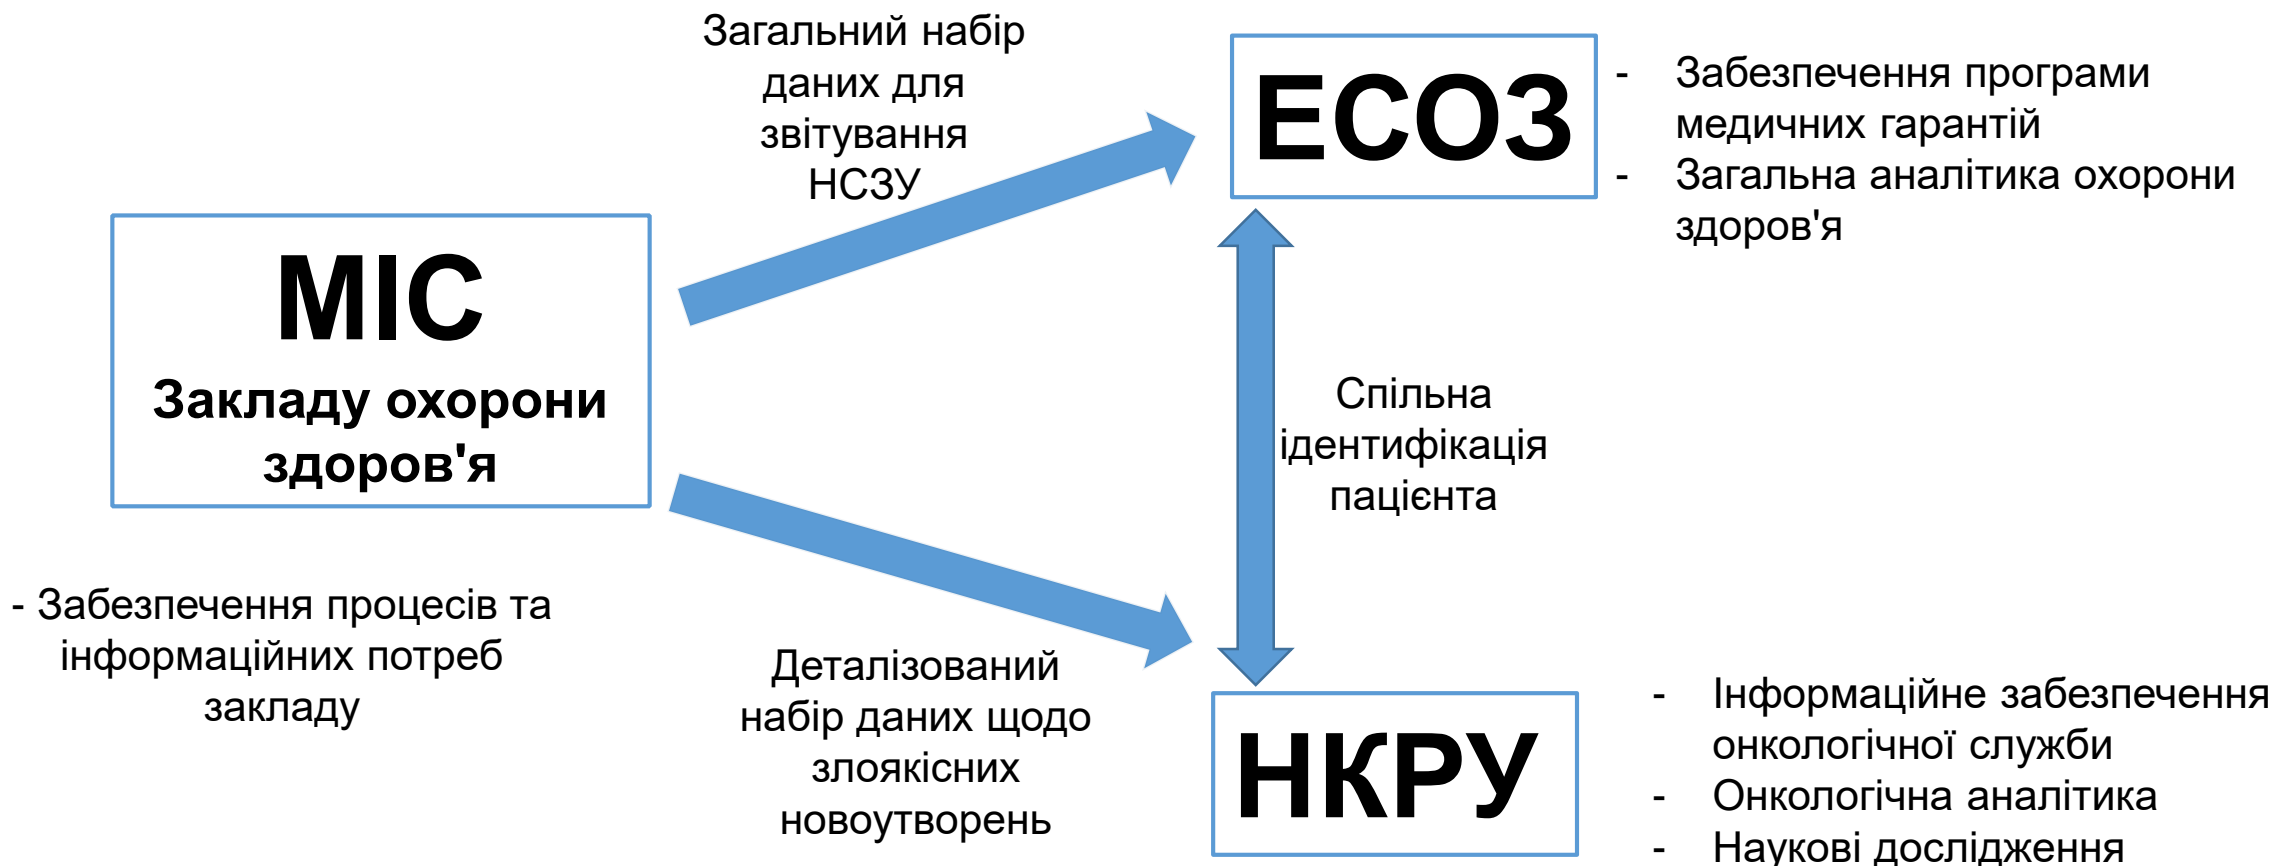 Загальний набір
даних для
звітування
НСЗУ
ЕСОЗ
- Забезпечення програми
медичних гарантій
- Загальна аналітика охорони
здоров'я
МІС
Закладу охорони
здоров'я
Спільна
ідентифікація
пацієнта
- Забезпечення процесів та
інформаційних потреб
закладу
Деталізований
набір даних щодо
злоякісних
новоутворень
НКРУ
- Інформаційне забезпечення
онкологічної служби
- Онкологічна аналітика
- Наукові дослідження